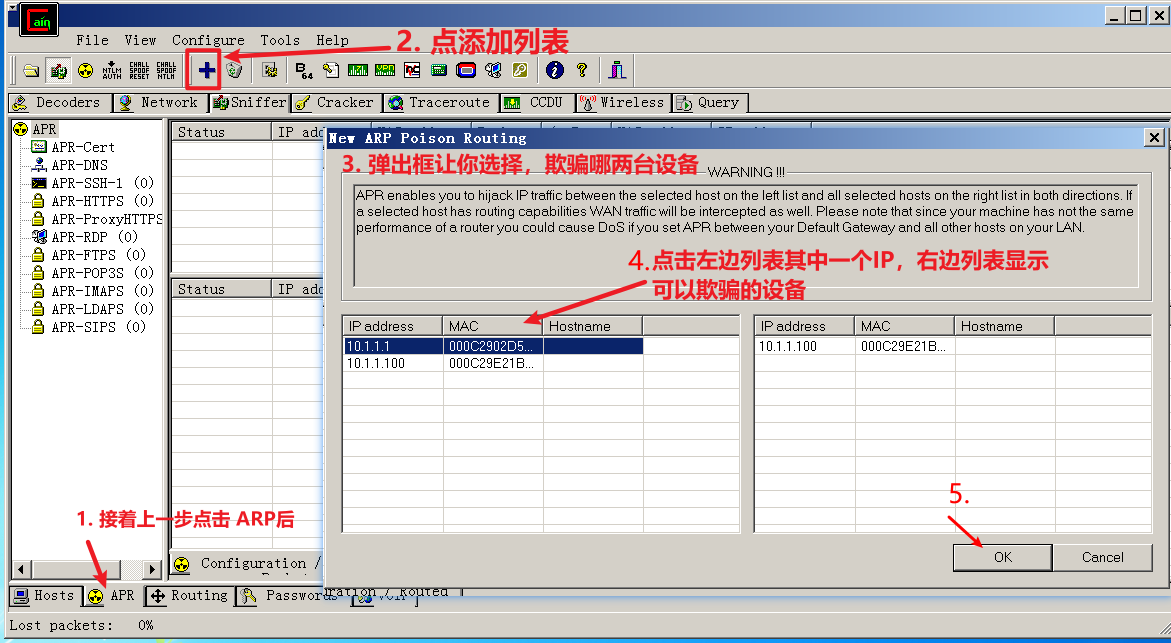 Caín
File View Configure Tools Help
2. 点添加列表
NTLM AUTH
CHALL SPOOF RESET
CHALL SPOOF NTLM
B64
Decoders Network Sniffer Cracker Traceroute CCDU Wireless Query
APR
APR-Cert
APR-DNS
APR-SSH-1 (0)
APR-HTTPS (0)
APR-ProxyHTTPS
APR-RDP (0)
APR-FTPS (0)
APR-POP3S (0)
APR-IMAPS (0)
APR-LDAPS (0)
APR-SIPS (0)
Status IP add
Status IP add
New ARP Poison Routing
3. 弹出框让你选择，欺骗哪两台设备
WARNING !!!
APR enables you to hijack IP traffic between the selected host on the left list and all selected hosts on the right list in both directions. If
a selected host has routing capabilities WAN traffic will be intercepted as well. Please note that since your machine has not the same
performance of a router you could cause DoS if you set APR between your Default Gateway and all other hosts on your LAN.
4.点击左边列表其中一个IP，右边列表显示
可以欺骗的设备
IP address MAC Hostname
10.1.1.1 000C2902D5...
10.1.1.100 000C29E21B...
IP address MAC Hostname
10.1.1.100 000C29E21B...
5.
OK Cancel
1. 接着上一步点击 ARP后
Configuration /
Hosts APR Routing Passwords
Lost packets: 0%